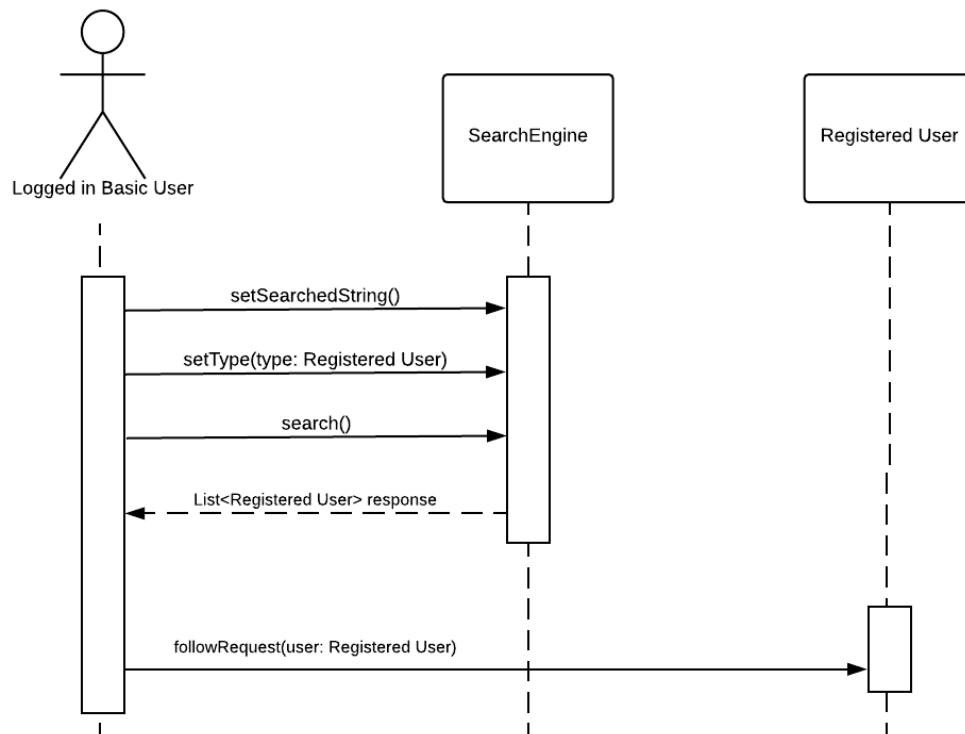 SearchEngine
Registered User
Logged in Basic User
setSearchedString()
setType(type: Registered User)
search()
List<Registered User> response
followRequest(user: Registered User)